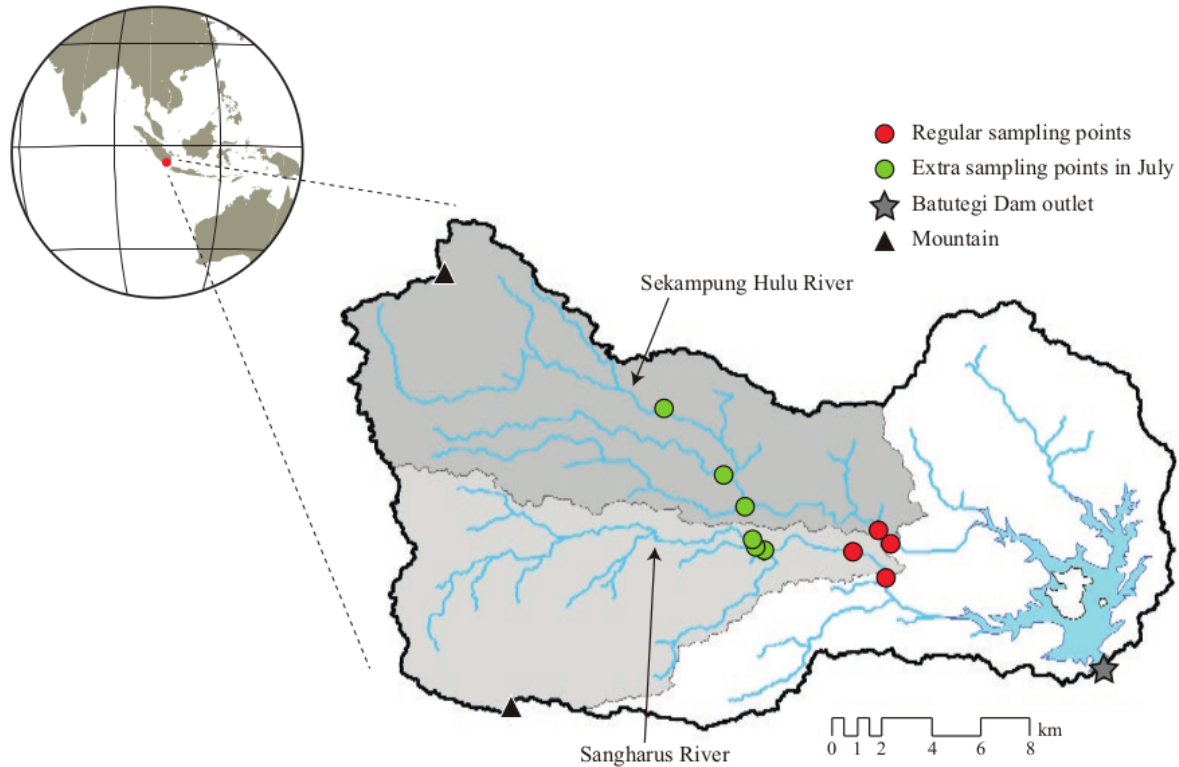 Regular sampling points
Extra sampling points in July
Batutegi Dam outlet
Mountain
Sekampung Hulu River
Sangharus River
km
0 1 2 4 6 8